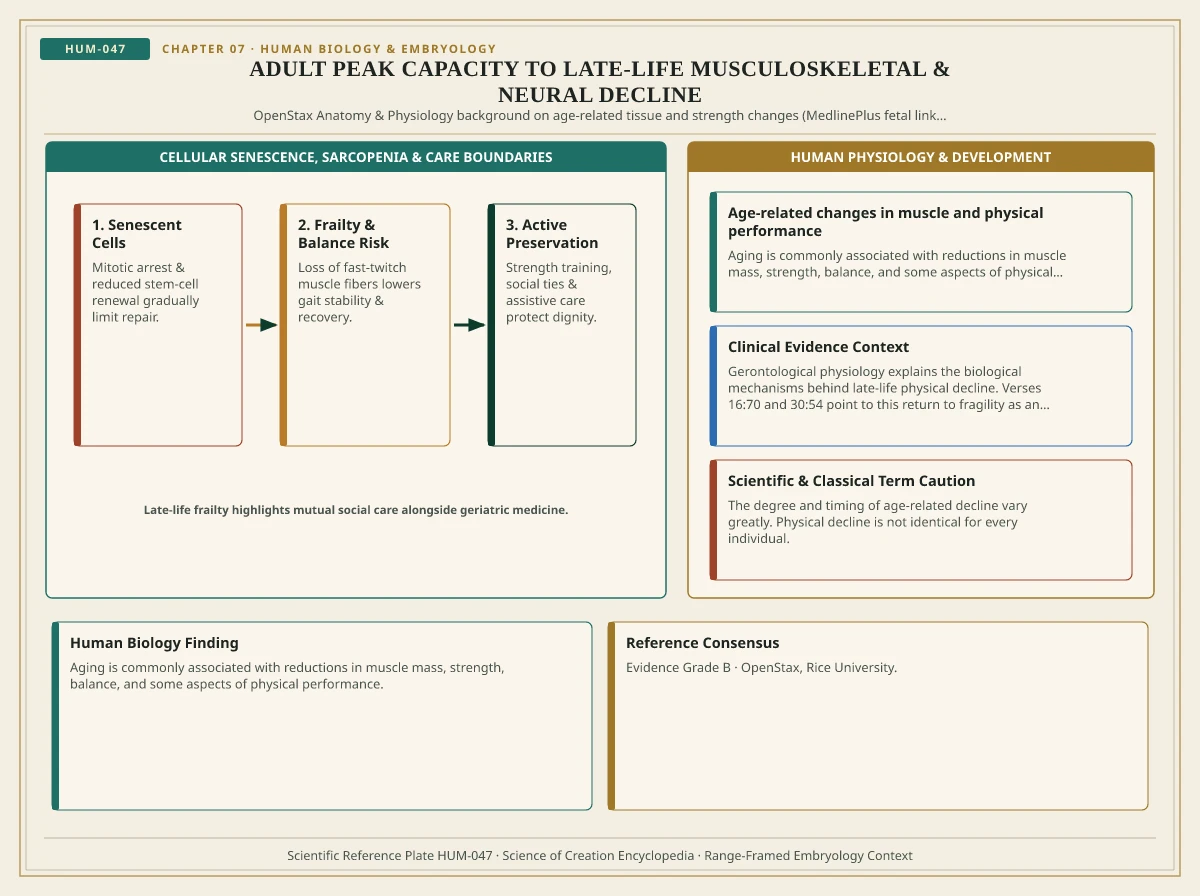 HUM-047
CHAPTER 07 · HUMAN BIOLOGY & EMBRYOLOGY
ADULT PEAK CAPACITY TO LATE-LIFE MUSCULOSKELETAL &
NEURAL DECLINE
OpenStax Anatomy & Physiology background on age-related tissue and strength changes (MedlinePlus fetal link...
CELLULAR SENESCENCE, SARCOPENIA & CARE BOUNDARIES
1. Senescent
Cells
Mitotic arrest &
reduced stem-cell
renewal gradually
limit repair.
2. Frailty &
Balance Risk
Loss of fast-twitch
muscle fibers lowers
gait stability &
recovery.
3. Active
Preservation
Strength training,
social ties &
assistive care
protect dignity.
Late-life frailty highlights mutual social care alongside geriatric medicine.
HUMAN PHYSIOLOGY & DEVELOPMENT
Age-related changes in muscle and physical
performance
Aging is commonly associated with reductions in muscle
mass, strength, balance, and some aspects of physical...
Clinical Evidence Context
Gerontological physiology explains the biological
mechanisms behind late-life physical decline. Verses
16:70 and 30:54 point to this return to fragility as an...
Scientific & Classical Term Caution
The degree and timing of age-related decline vary
greatly. Physical decline is not identical for every
individual.
Human Biology Finding
Aging is commonly associated with reductions in muscle mass, strength,
balance, and some aspects of physical performance.
Reference Consensus
Evidence Grade B · OpenStax, Rice University.
Scientific Reference Plate HUM-047 · Science of Creation Encyclopedia · Range-Framed Embryology Context